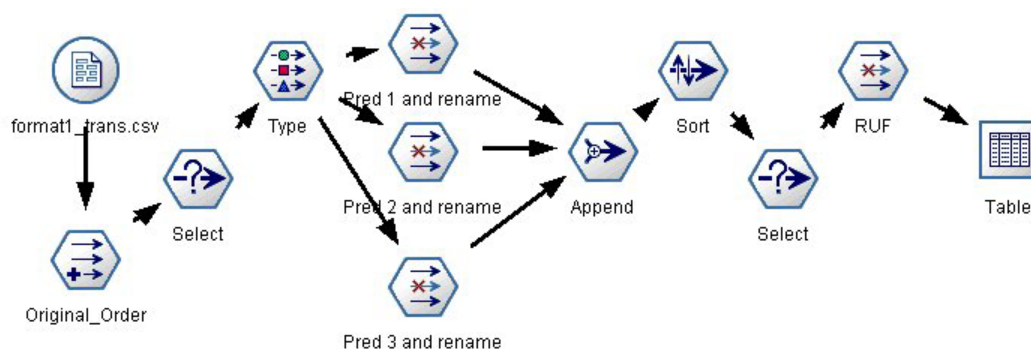 format1_trans.csv
Original_Order
Select
Type
Pred 1 and rename
Pred 2 and rename
Pred 3 and rename
Append
Sort
Select
RUF
Table